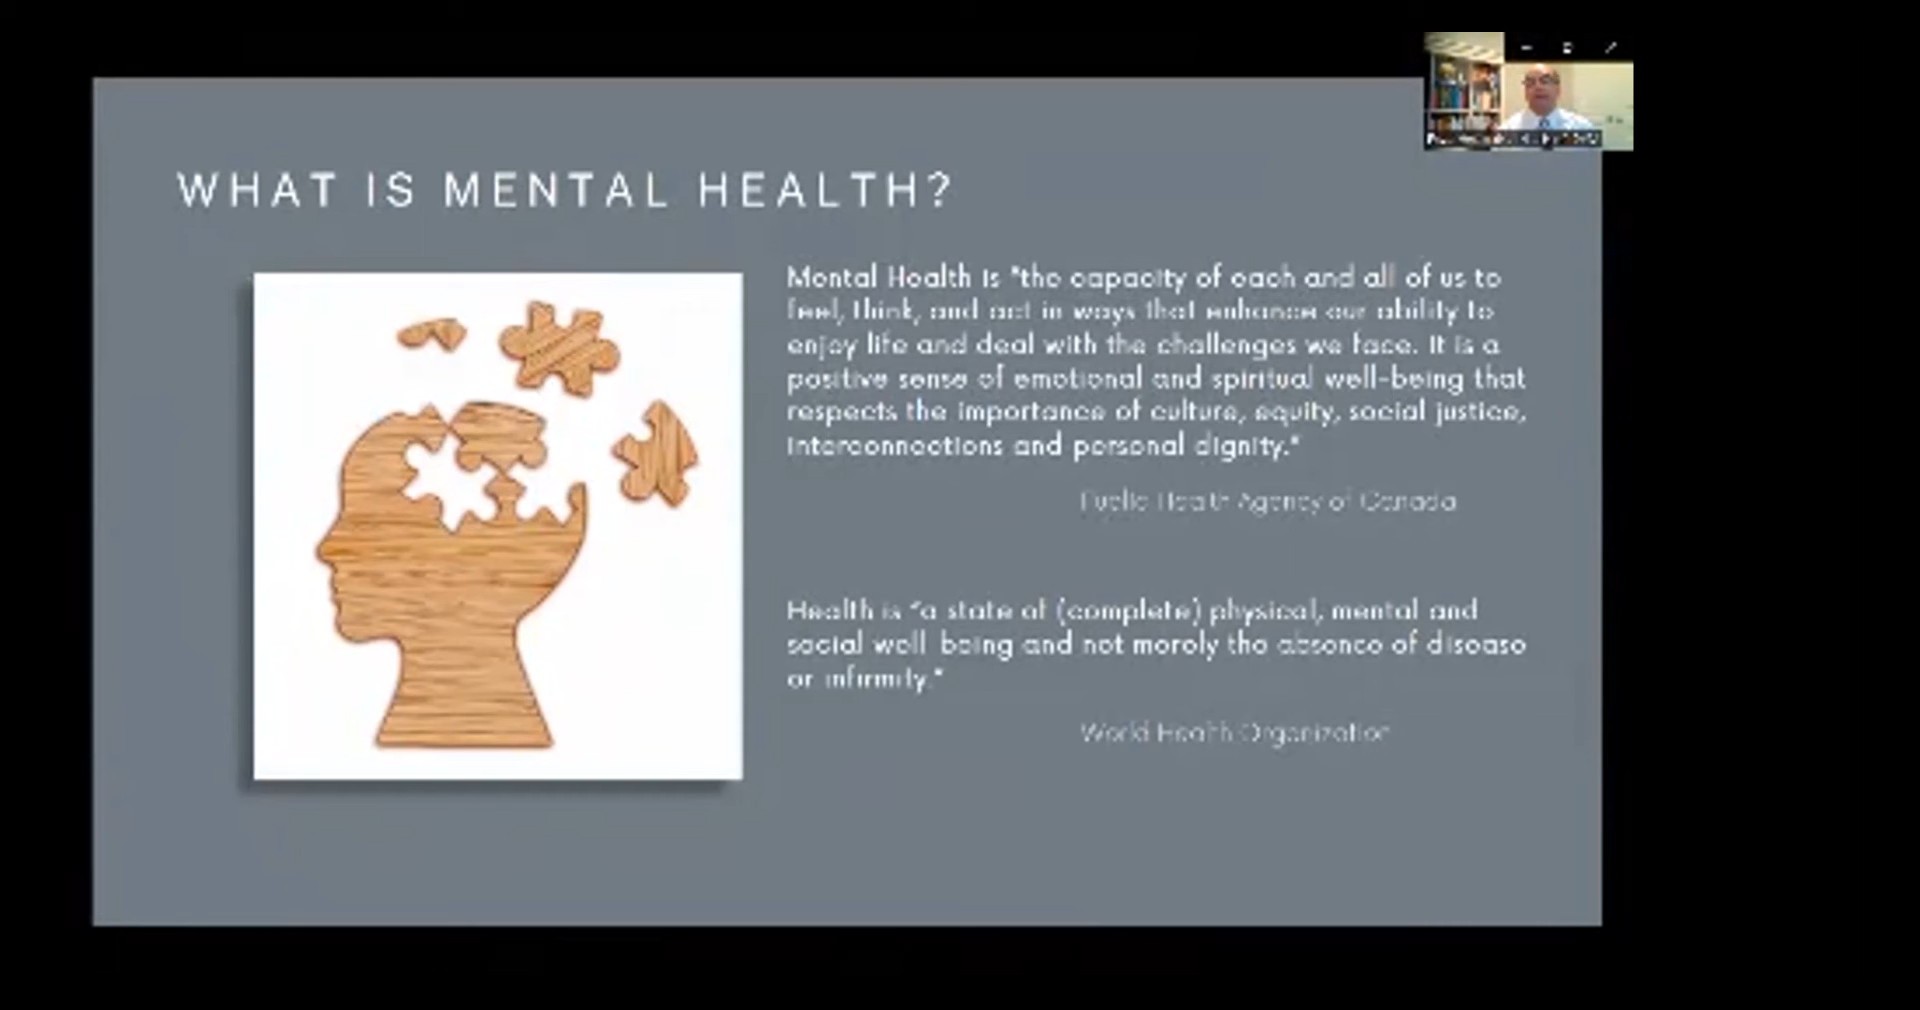 WHAT IS MENTAL HEALTH?
Mental Health is "the capacity of each and all of us to
feel, think, and act in ways that enhance our ability to
enjoy life and deal with the challenges we face. It is a
positive sense of emotional and spiritual well-being that
respects the importance of culture, equity, social justice,
interconnections and personal dignity."
Public Health Agency of Canada
Health is "a state of (complete) physical, mental and
social well-being and not merely the absence of disease
or infirmity."
World Health Organization